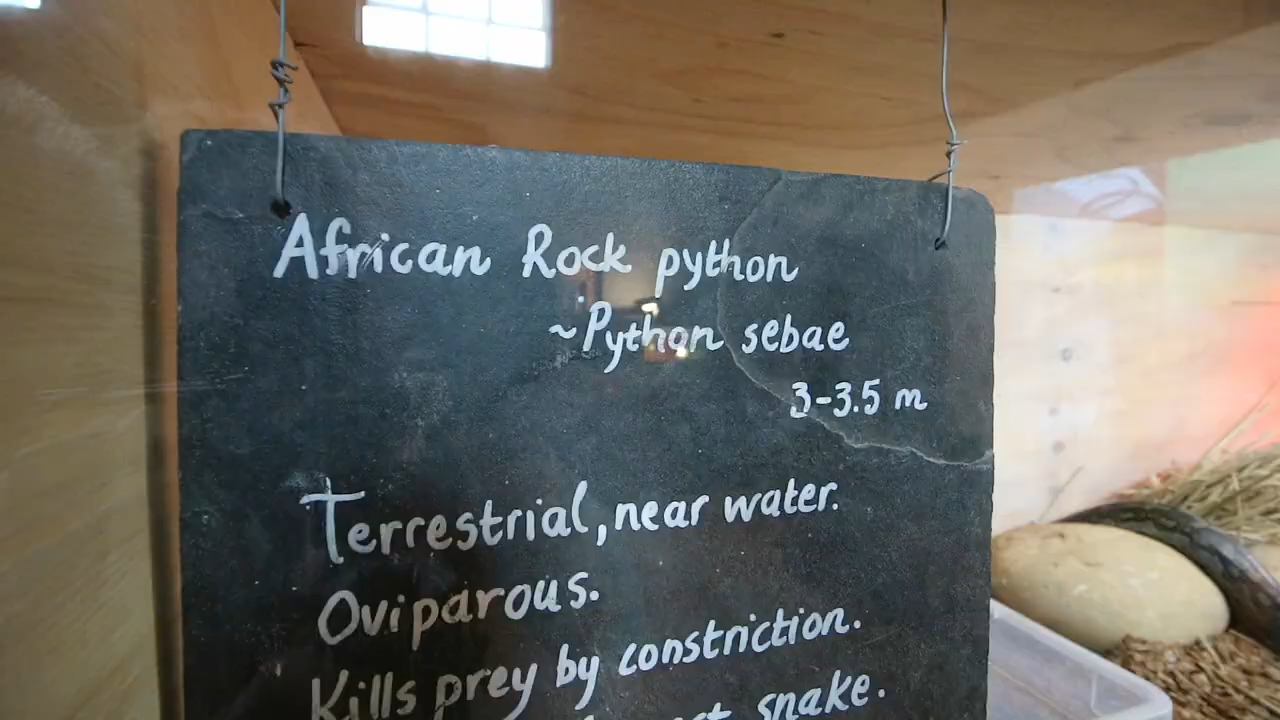 African Rock python
~Python sebae
3-3.5 m
Terrestrial, near water.
Oviparous.
Kills prey by constriction.
snake.